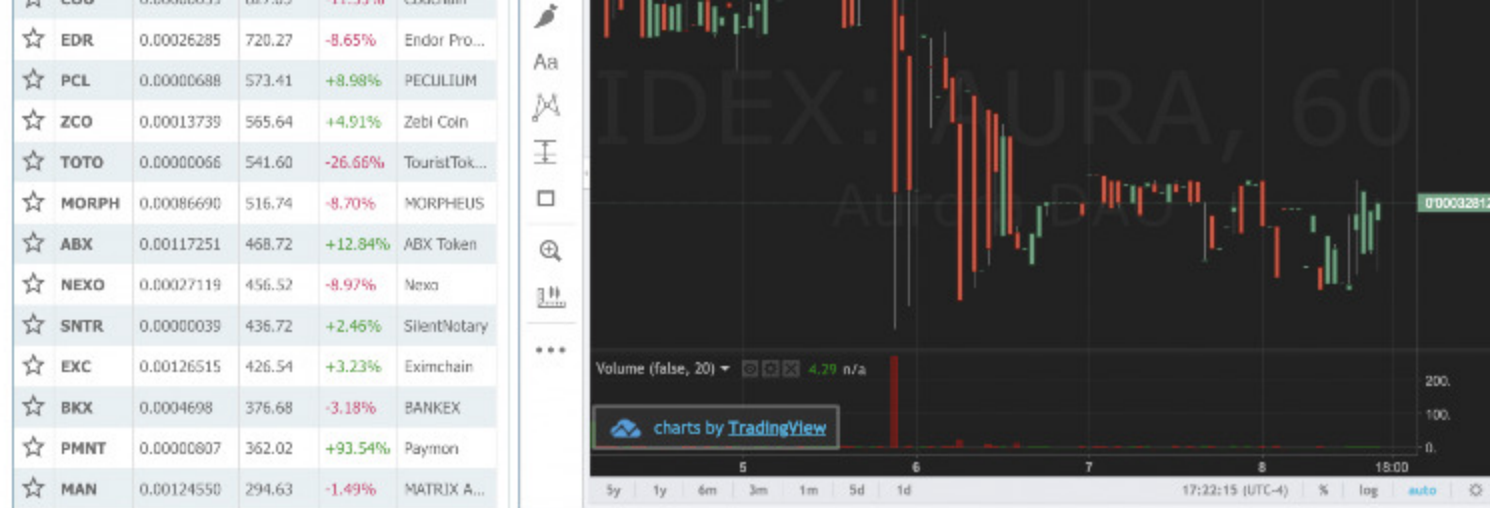 EDR 0.00026285 720.27 -8.65% Endor Pro...
PCL 0.00000688 573.41 +8.98% PECULIUM
ZCO 0.00013739 565.64 +4.91% Zebi Coin
TOTO 0.00000066 541.60 -26.66% TouristTok...
MORPH 0.00086690 516.74 -8.70% MORPHEUS
ABX 0.00117251 468.72 +12.84% ABX Token
NEXO 0.00027119 456.52 -8.97% Nexo
SNTR 0.00000039 436.72 +2.46% SilentNotary
EXC 0.00126515 426.54 +3.23% Eximchain
BKX 0.0004698 376.68 -3.18% BANKEX
PMNT 0.00000807 362.02 +93.54% Paymon
MAN 0.00124550 294.63 -1.49% MATRIX A...
Aa
IDEX: AURA, 60
Aurora DAO
Volume (false, 20) 4.29 n/a
200.
100.
0.
charts by TradingView
5 6 7 8 18:00
5y 1y 6m 3m 1m 5d 1d 17:22:15 (UTC-4) % log auto